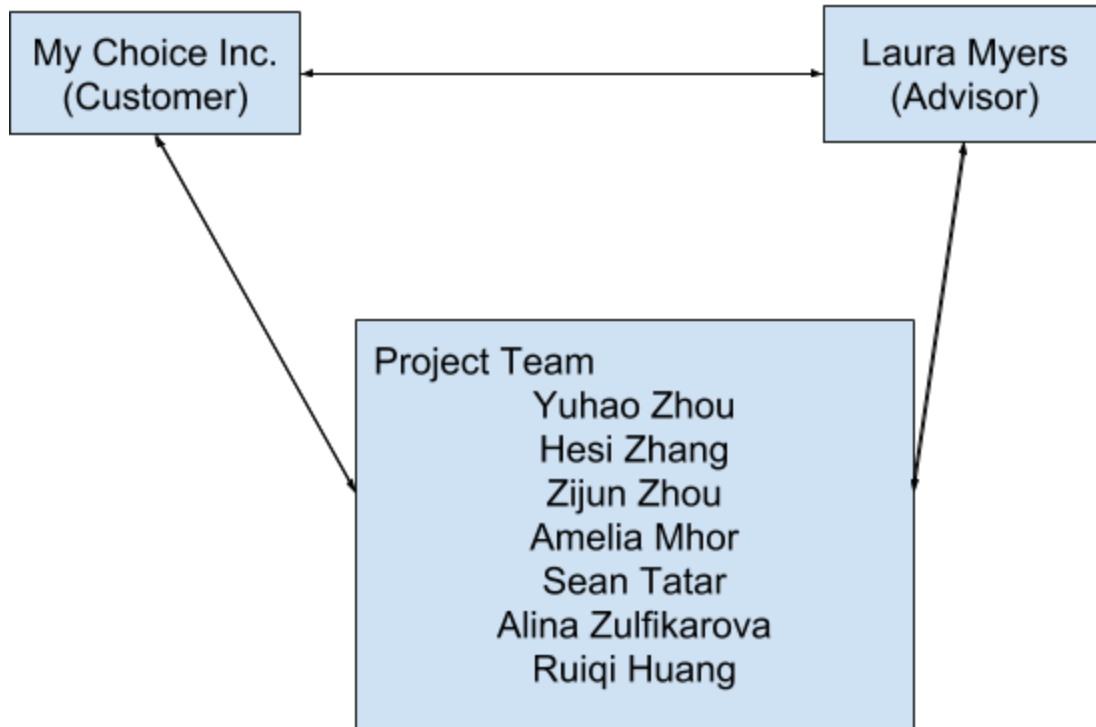 My Choice Inc.
(Customer)
Laura Myers
(Advisor)
Project Team
Yuhao Zhou
Hesi Zhang
Zijun Zhou
Amelia Mhor
Sean Tatar
Alina Zulfikarova
Ruiqi Huang